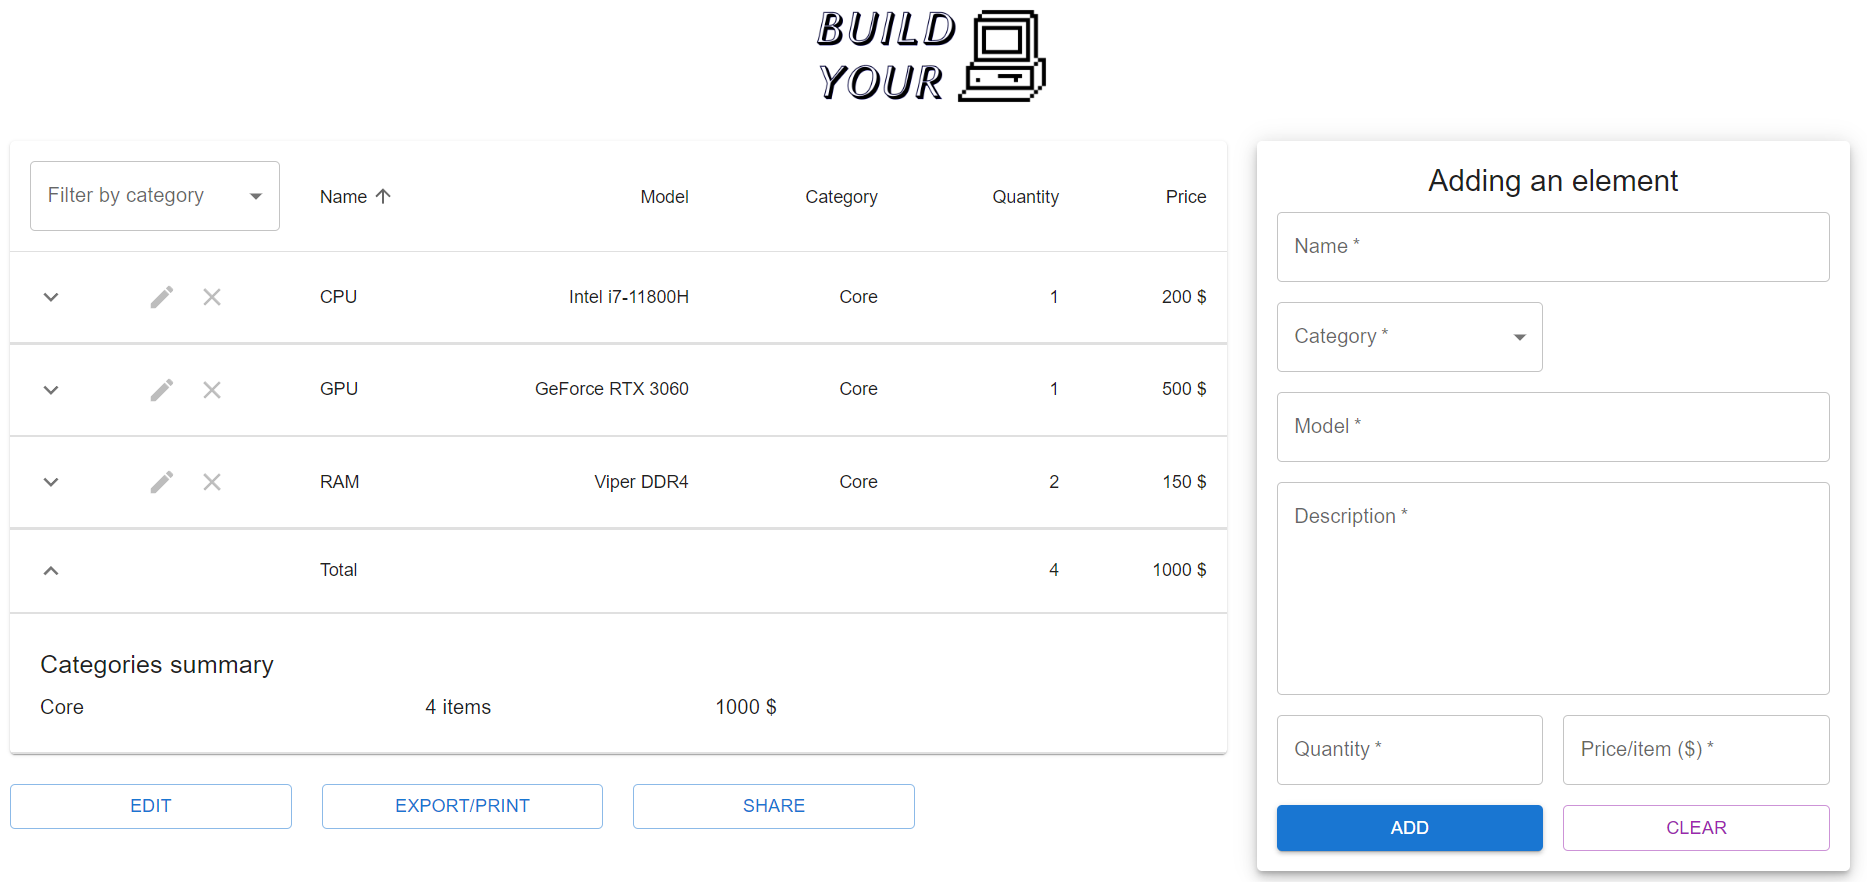 BUILD
YOUR
Filter by category
Name Model Category Quantity Price
CPU Intel i7-11800H Core 1 200 $
GPU GeForce RTX 3060 Core 1 500 $
RAM Viper DDR4 Core 2 150 $
Total 4 1000 $
Categories summary
Core 4 items 1000 $
EDIT EXPORT/PRINT SHARE
Adding an element
Name *
Category *
Model *
Description *
Quantity * Price/item ($) *
ADD CLEAR